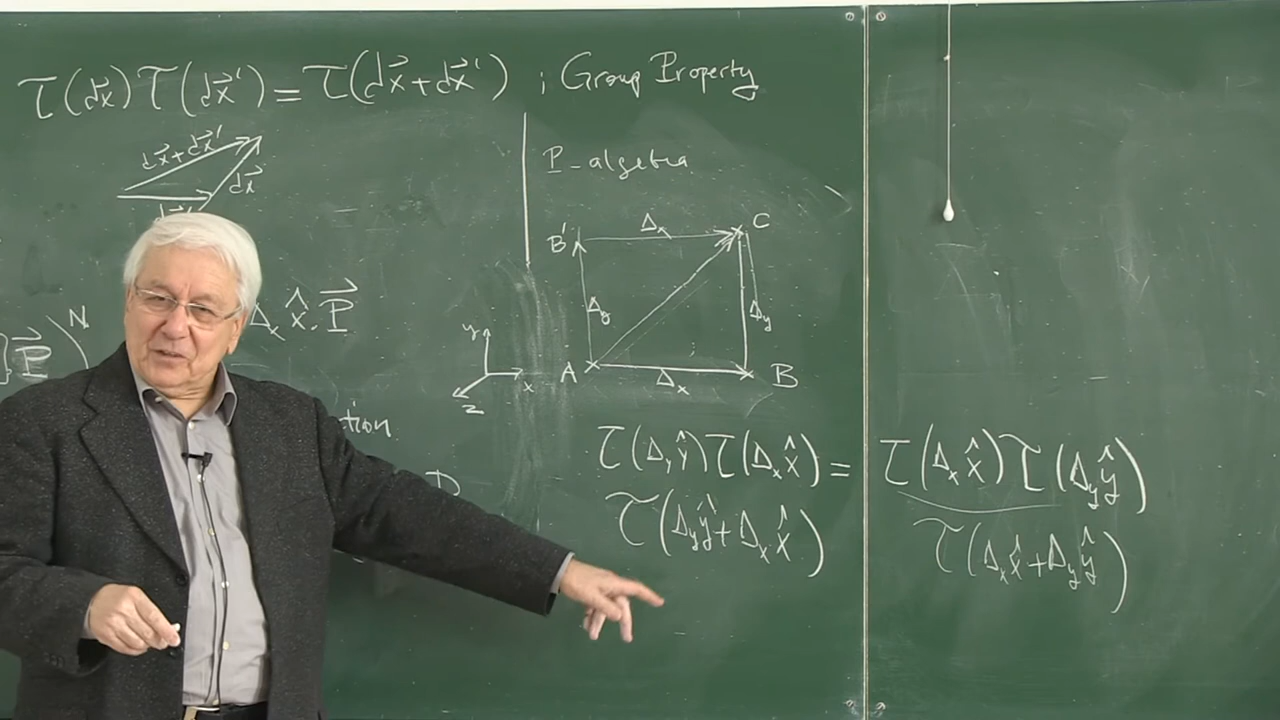 τ(dx⃗) τ(dx⃗') = τ(dx⃗ + dx⃗') ; Group Property
dx⃗ + dx⃗'
dx⃗
P-algebra
B' Δx C
Δy Δy
A Δx B
y
x
z
} P⃗ ) N
Δx x̂ . P⃗
tion
τ(Δy ŷ) τ(Δx x̂) = τ(Δx x̂) τ(Δy ŷ)
τ(Δy ŷ + Δx x̂)
τ(Δx x̂ + Δy ŷ)